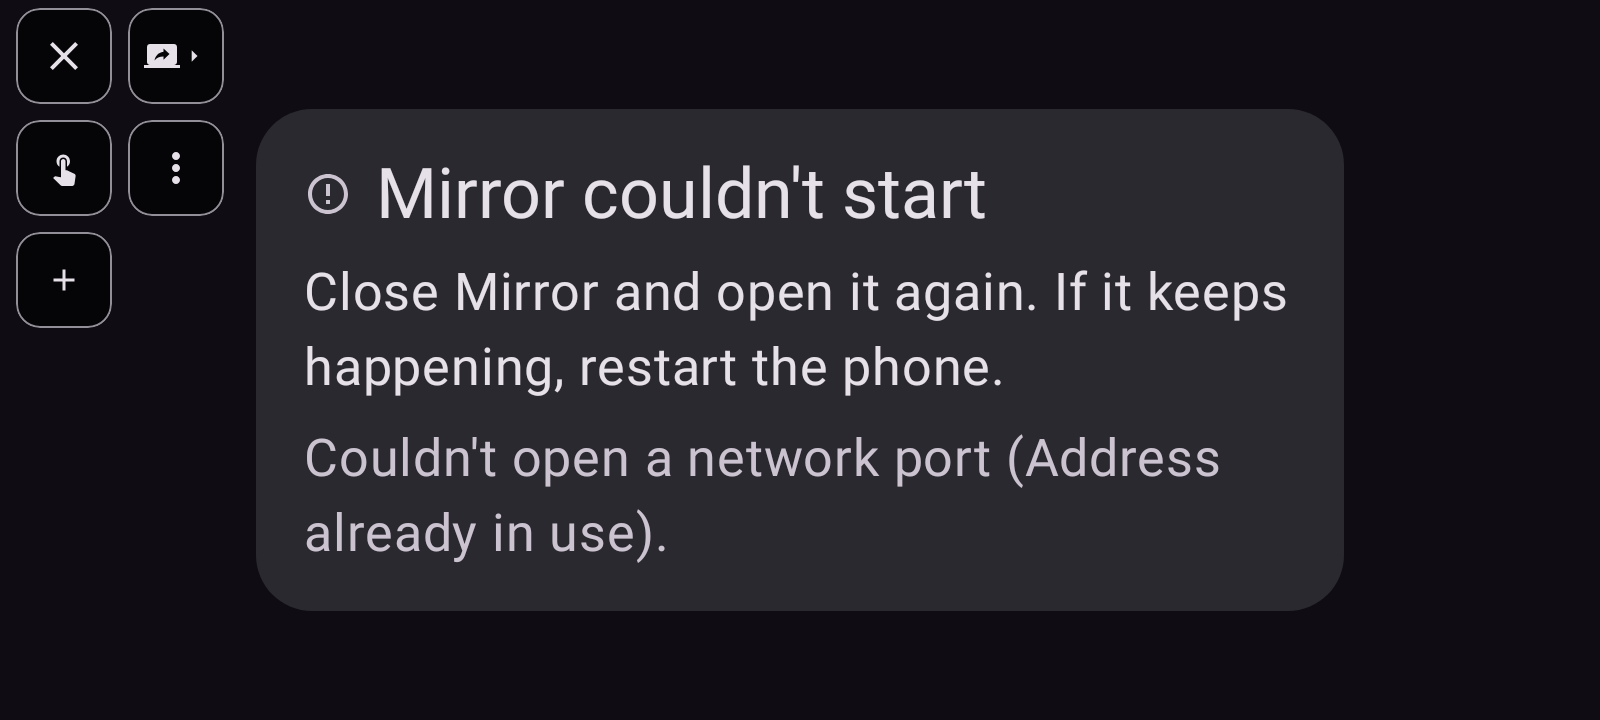 Mirror couldn't start
Close Mirror and open it again. If it keeps
happening, restart the phone.
Couldn't open a network port (Address
already in use).